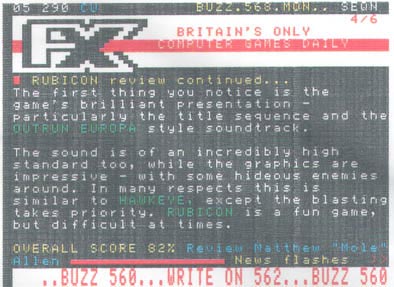 05 290 CU BUZZ.568.MON.. SEON
4/6
FX
BRITAIN'S ONLY
COMPUTER GAMES DAILY
RUBICON review continued...
The first thing you notice is the
game's brilliant presentation -
particularly the title sequence and the
OUTRUN EUROPA style soundtrack.
The sound is of an incredibly high
standard too, while the graphics are
impressive - with some hideous enemies
around. In many respects this is
similar to HAWKEYE, except the blasting
takes priority. RUBICON is a fun game,
but difficult at times.
OVERALL SCORE 82% Review Matthew "Mole"
Allen News flashes
..BUZZ 560...WRITE ON 562...BUZZ 560